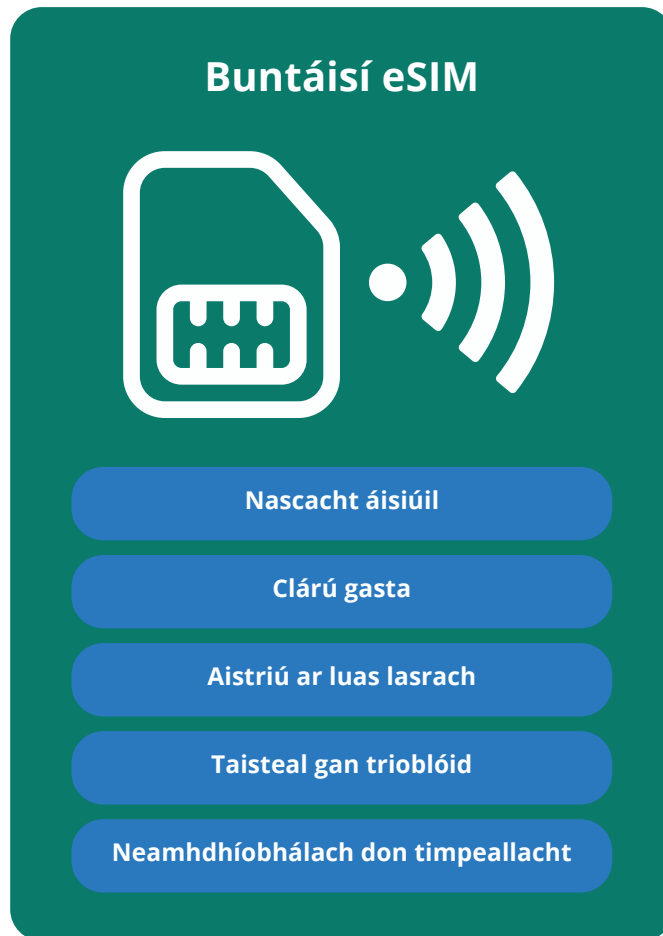 Buntáisí eSIM
Nascacht áisiúil
Clárú gasta
Aistriú ar luas lasrach
Taisteal gan trioblóid
Neamhdhíobhálach don timpeallacht